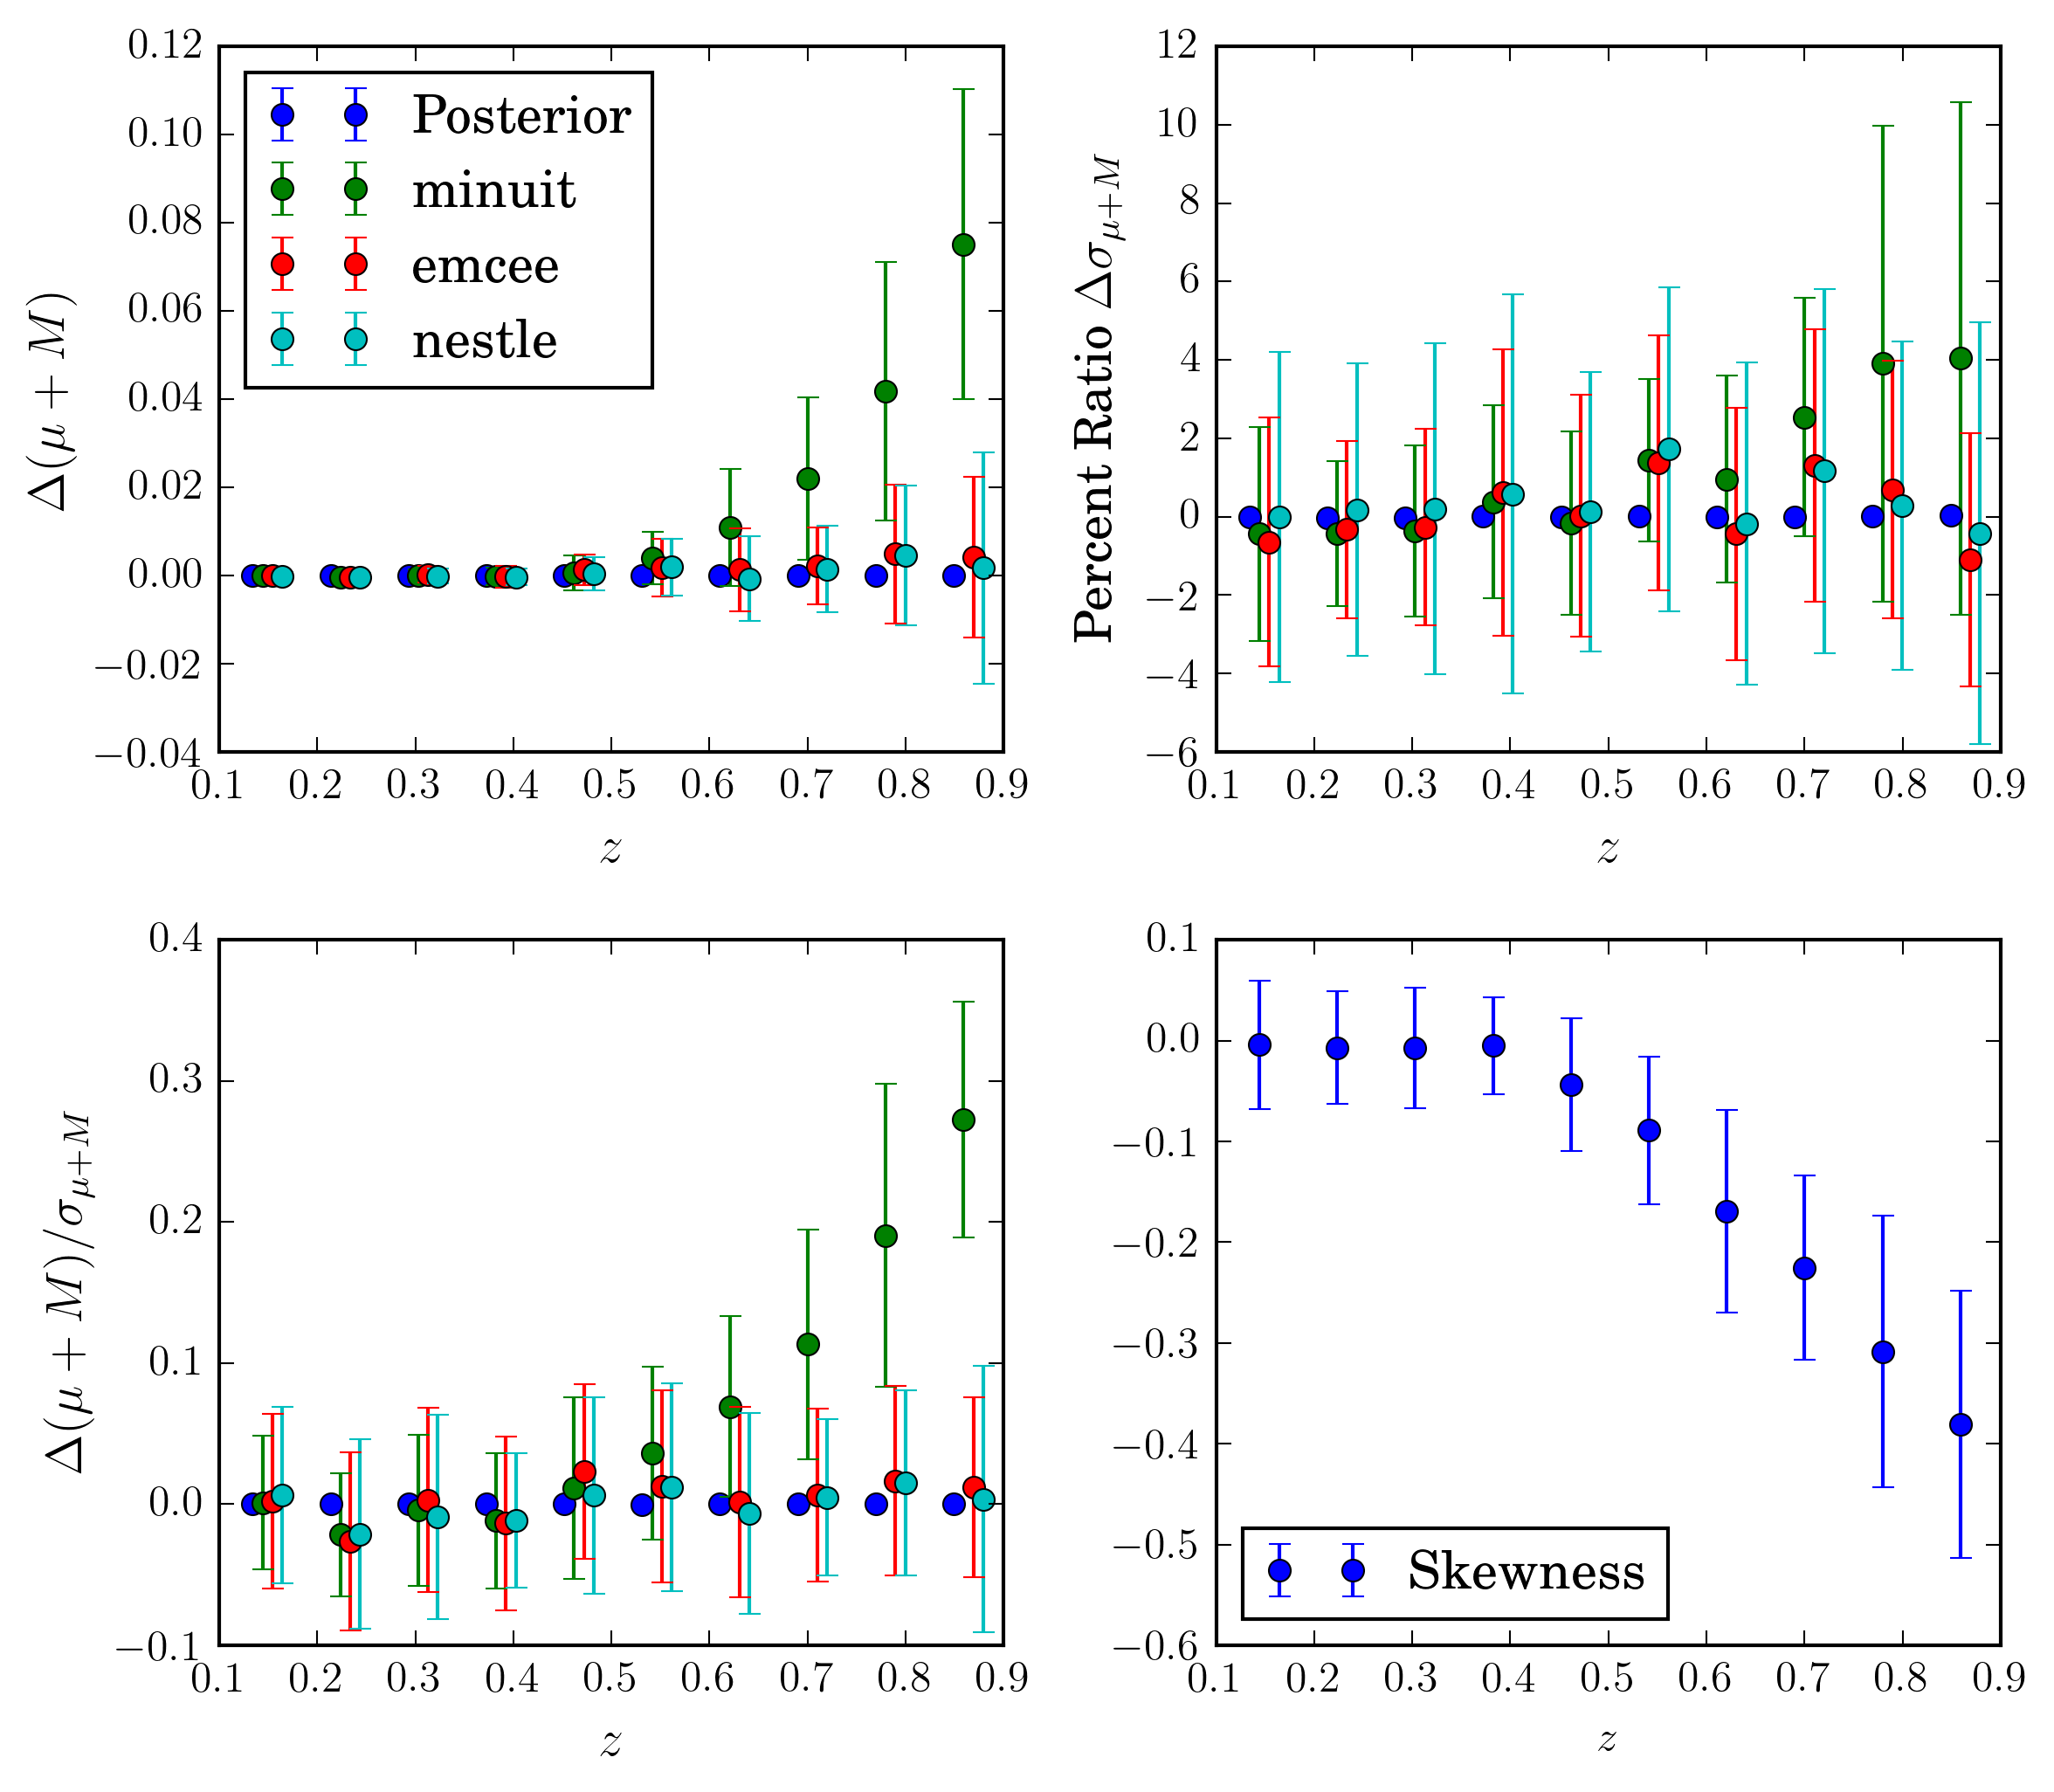 0.12
0.10
0.08
0.06
0.04
0.02
0.00
−0.02
−0.04
Δ(μ + M)
Posterior
minuit
emcee
nestle
0.1 0.2 0.3 0.4 0.5 0.6 0.7 0.8 0.9
z
12
10
8
6
4
2
0
−2
−4
−6
Percent Ratio Δσμ+M
0.1 0.2 0.3 0.4 0.5 0.6 0.7 0.8 0.9
z
0.4
0.3
0.2
0.1
0.0
−0.1
Δ(μ + M)/σμ+M
0.1 0.2 0.3 0.4 0.5 0.6 0.7 0.8 0.9
z
0.1
0.0
−0.1
−0.2
−0.3
−0.4
−0.5
−0.6
Skewness
0.1 0.2 0.3 0.4 0.5 0.6 0.7 0.8 0.9
z